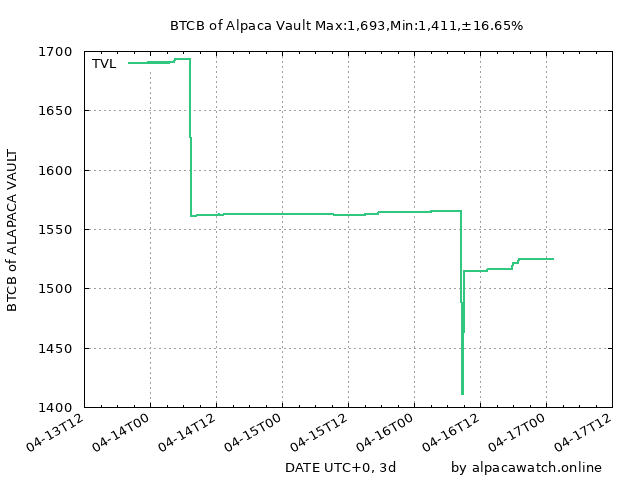 BTCB of Alpaca Vault Max:1,693,Min:1,411,±16.65%
TVL
1700
1650
1600
1550
1500
1450
1400
BTCB of ALAPACA VAULT
04-13T12
04-14T00
04-14T12
04-15T00
04-15T12
04-16T00
04-16T12
04-17T00
04-17T12
DATE UTC+0, 3d
by alpacawatch.online